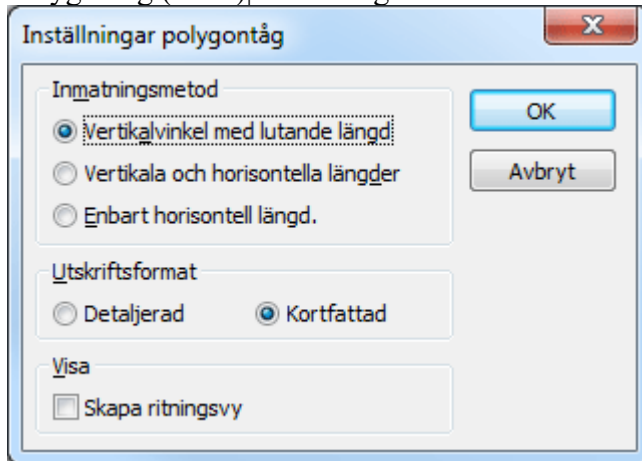 Inställningar polygontåg
Inmatningsmetod
Vertikalvinkel med lutande längd
Vertikala och horisontella längder
Enbart horisontell längd.
Utskriftsformat
Detaljerad
Kortfattad
Visa
Skapa ritningsvy
OK
Avbryt